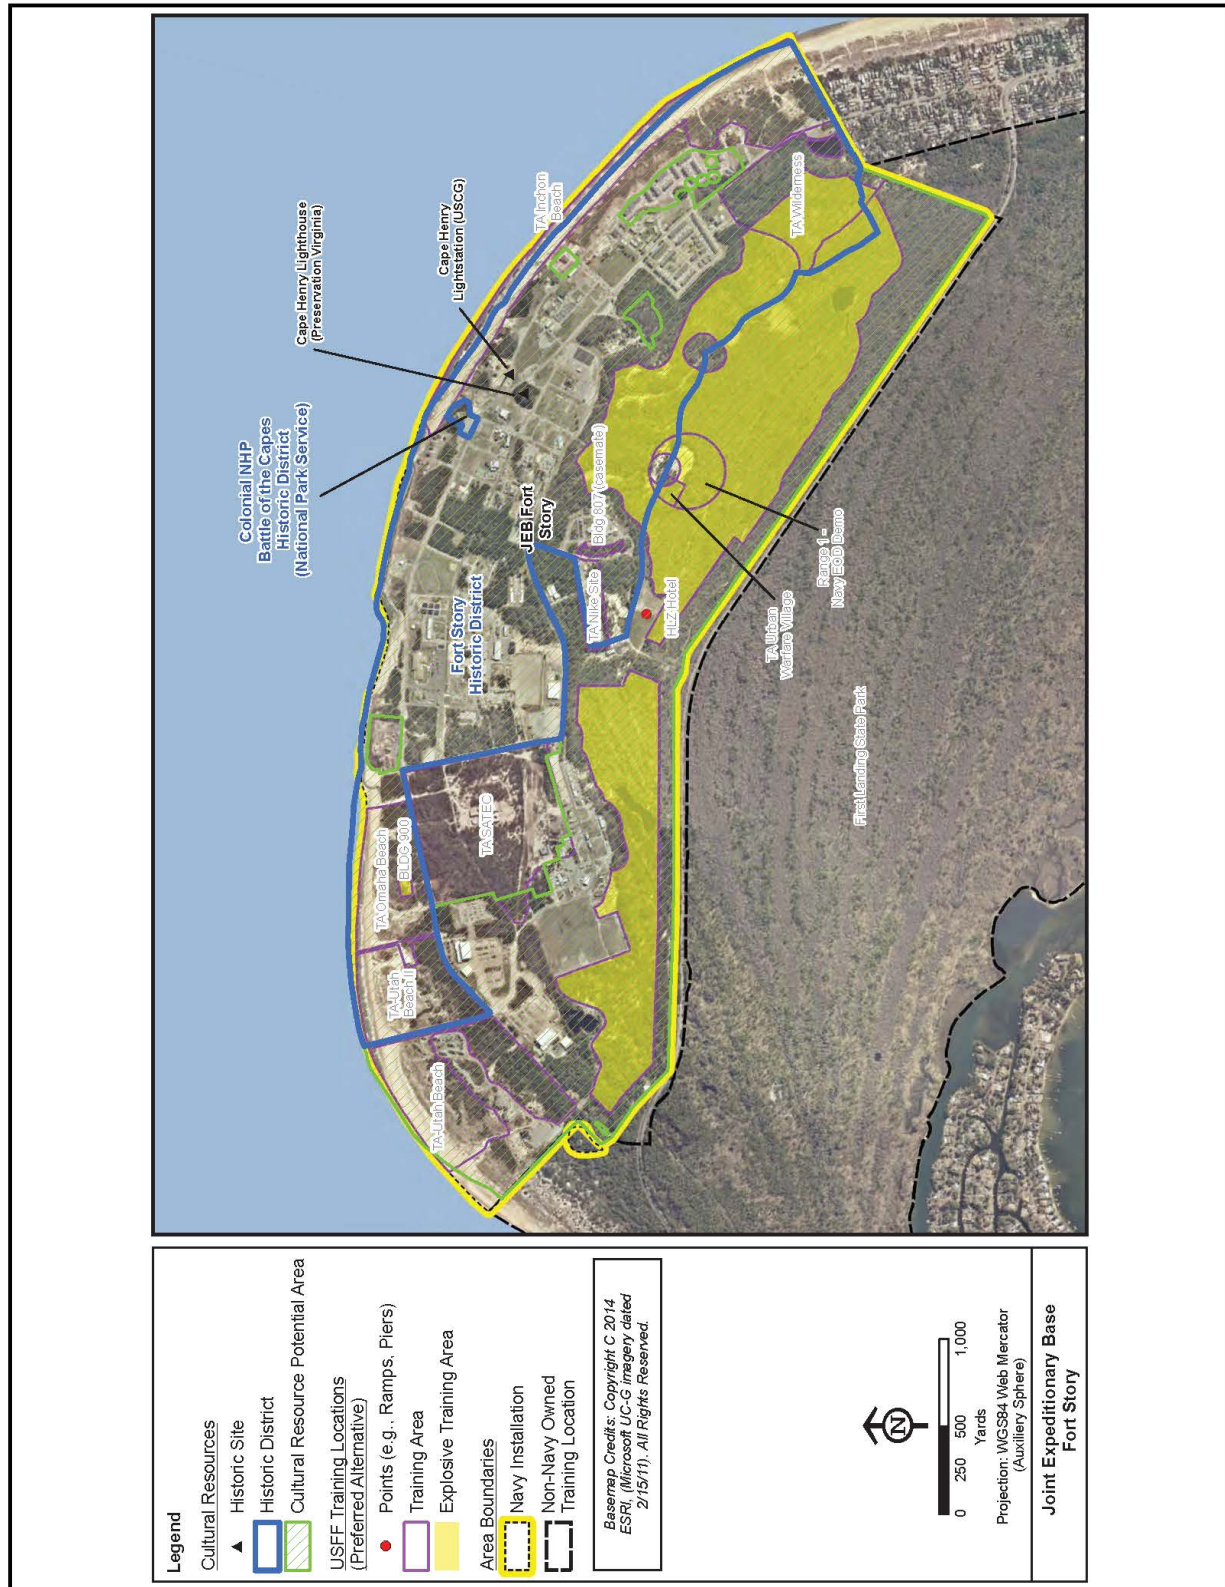 Legend
Cultural Resources
Historic Site
Historic District
Cultural Resource Potential Area
USFF Training Locations
(Preferred Alternative)
Points (e.g., Ramps, Piers)
Training Area
Explosive Training Area
Area Boundaries
Navy Installation
Non-Navy Owned
Training Location
Basemap Credits: Copyright C 2014
ESRI, (Microsoft UC-G imagery dated
2/15/11). All Rights Reserved.
N
0 250 500 1,000
Yards
Projection: WGS84 Web Mercator
(Auxiliary Sphere)
Joint Expeditionary Base
Fort Story
Colonial NHP
Battle of the Capes
Historic District
(National Park Service)
Cape Henry Lighthouse
(Preservation Virginia)
Cape Henry
Lightstation (USCG)
TA Inchon
Beach
TA Utah Beach
TA Utah
Beach II
TA Omaha Beach
BLDG 900
TA SATEC
Fort Story
Historic District
JEB Fort
Story
TA Nike Site
Bldg 807 (casemate)
HLZ Hotel
TA Wilderness
TA Urban
Warfare Village
Range 1 -
Navy EOD Demo
First Landing State Park